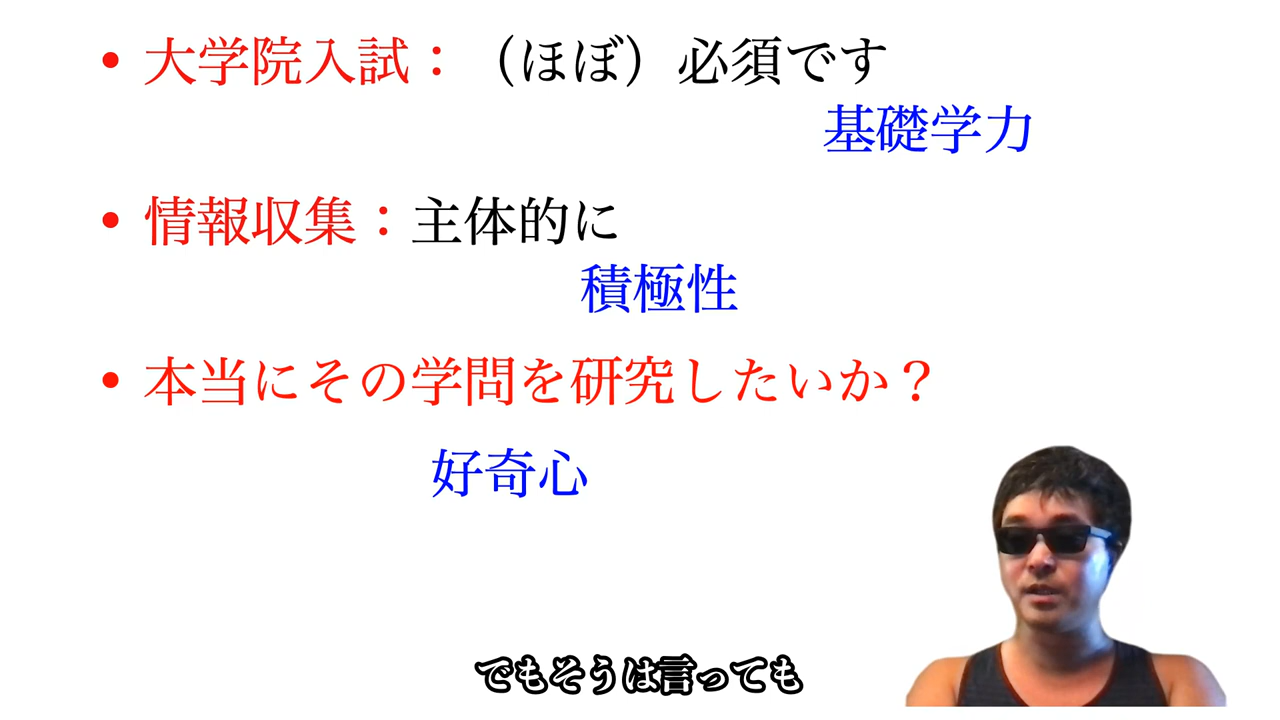 • 大学院入試：（ほぼ）必須です
基礎学力
• 情報収集：主体的に
積極性
• 本当にその学問を研究したいか？
好奇心
でもそうは言っても